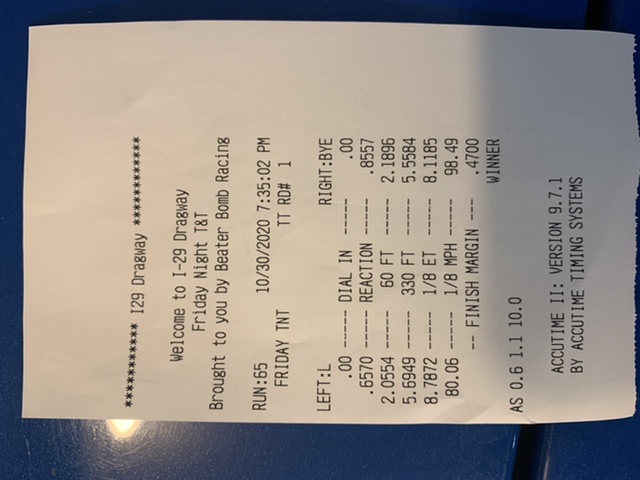 ************ I29 Dragway ************
Welcome to I-29 Dragway
Friday Night T&T
Brought to you by Beater Bomb Racing
RUN:65 10/30/2020 7:35:02 PM
FRIDAY TNT TT RD# 1
LEFT:L RIGHT:BYE
.00 ----- DIAL IN ----- .00
.6570 ----- REACTION ----- .8557
2.0554 ----- 60 FT ----- 2.1896
5.6949 ----- 330 FT ----- 5.5584
8.7872 ----- 1/8 ET ----- 8.1185
80.06 ----- 1/8 MPH ----- 98.49
-- FINISH MARGIN --- .4700
WINNER
AS 0.6 1.1 10.0
ACCUTIME II: VERSION 9.7.1
BY ACCUTIME TIMING SYSTEMS